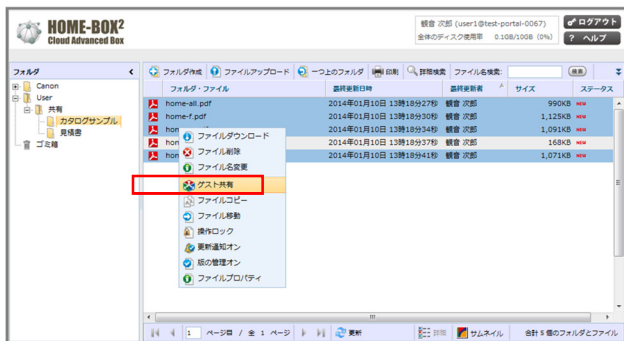 HOME-BOX²
Cloud Advanced Box
観音 次郎 (user1@test-portal-0067)
全体のディスク使用率 0.1GB/10GB (0%)
ログアウト
? ヘルプ
フォルダ
Canon
User
共有
カタログサンプル
見積書
ゴミ箱
フォルダ作成 ファイルアップロード 一つ上のフォルダ 印刷 詳細検索 ファイル名検索: 検索
フォルダ・ファイル 最終更新日時 最終更新者 サイズ ステータス
home-all.pdf 2014年01月10日 13時18分27秒 観音 次郎 990KB NEW
home-f.pdf 2014年01月10日 13時18分30秒 観音 次郎 1,125KB NEW
hon 2014年01月10日 13時18分34秒 観音 次郎 1,091KB NEW
hon 2014年01月10日 13時18分37秒 観音 次郎 168KB NEW
hon 2014年01月10日 13時18分41秒 観音 次郎 1,071KB NEW
ファイルダウンロード
ファイル削除
ファイル名変更
ゲスト共有
ファイルコピー
ファイル移動
操作ロック
更新通知オン
版の管理オン
ファイルプロパティ
1 ページ目 / 全 1 ページ 更新 詳細 サムネイル 合計 5 個のフォルダとファイル